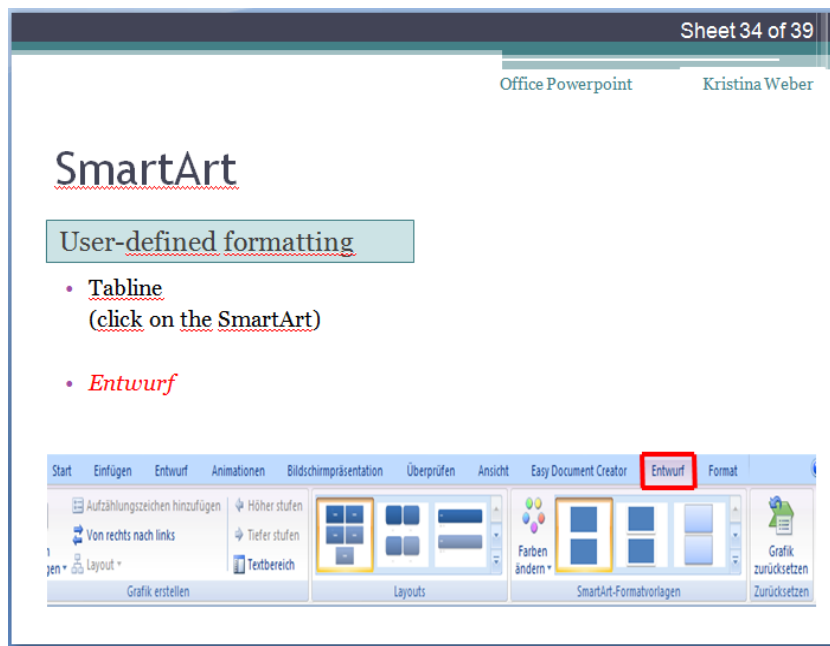 Sheet 34 of 39
Office Powerpoint Kristina Weber
SmartArt
User-defined formatting
• Tabline
(click on the SmartArt)
• Entwurf
Start Einfügen Entwurf Animationen Bildschirmpräsentation Überprüfen Ansicht Easy Document Creator Entwurf Format
Aufzählungszeichen hinzufügen Höher stufen
Von rechts nach links Tiefer stufen
Layout Textbereich
Grafik erstellen
Layouts
Farben
ändern
SmartArt-Formatvorlagen
Grafik
zurücksetzen
Zurücksetzen